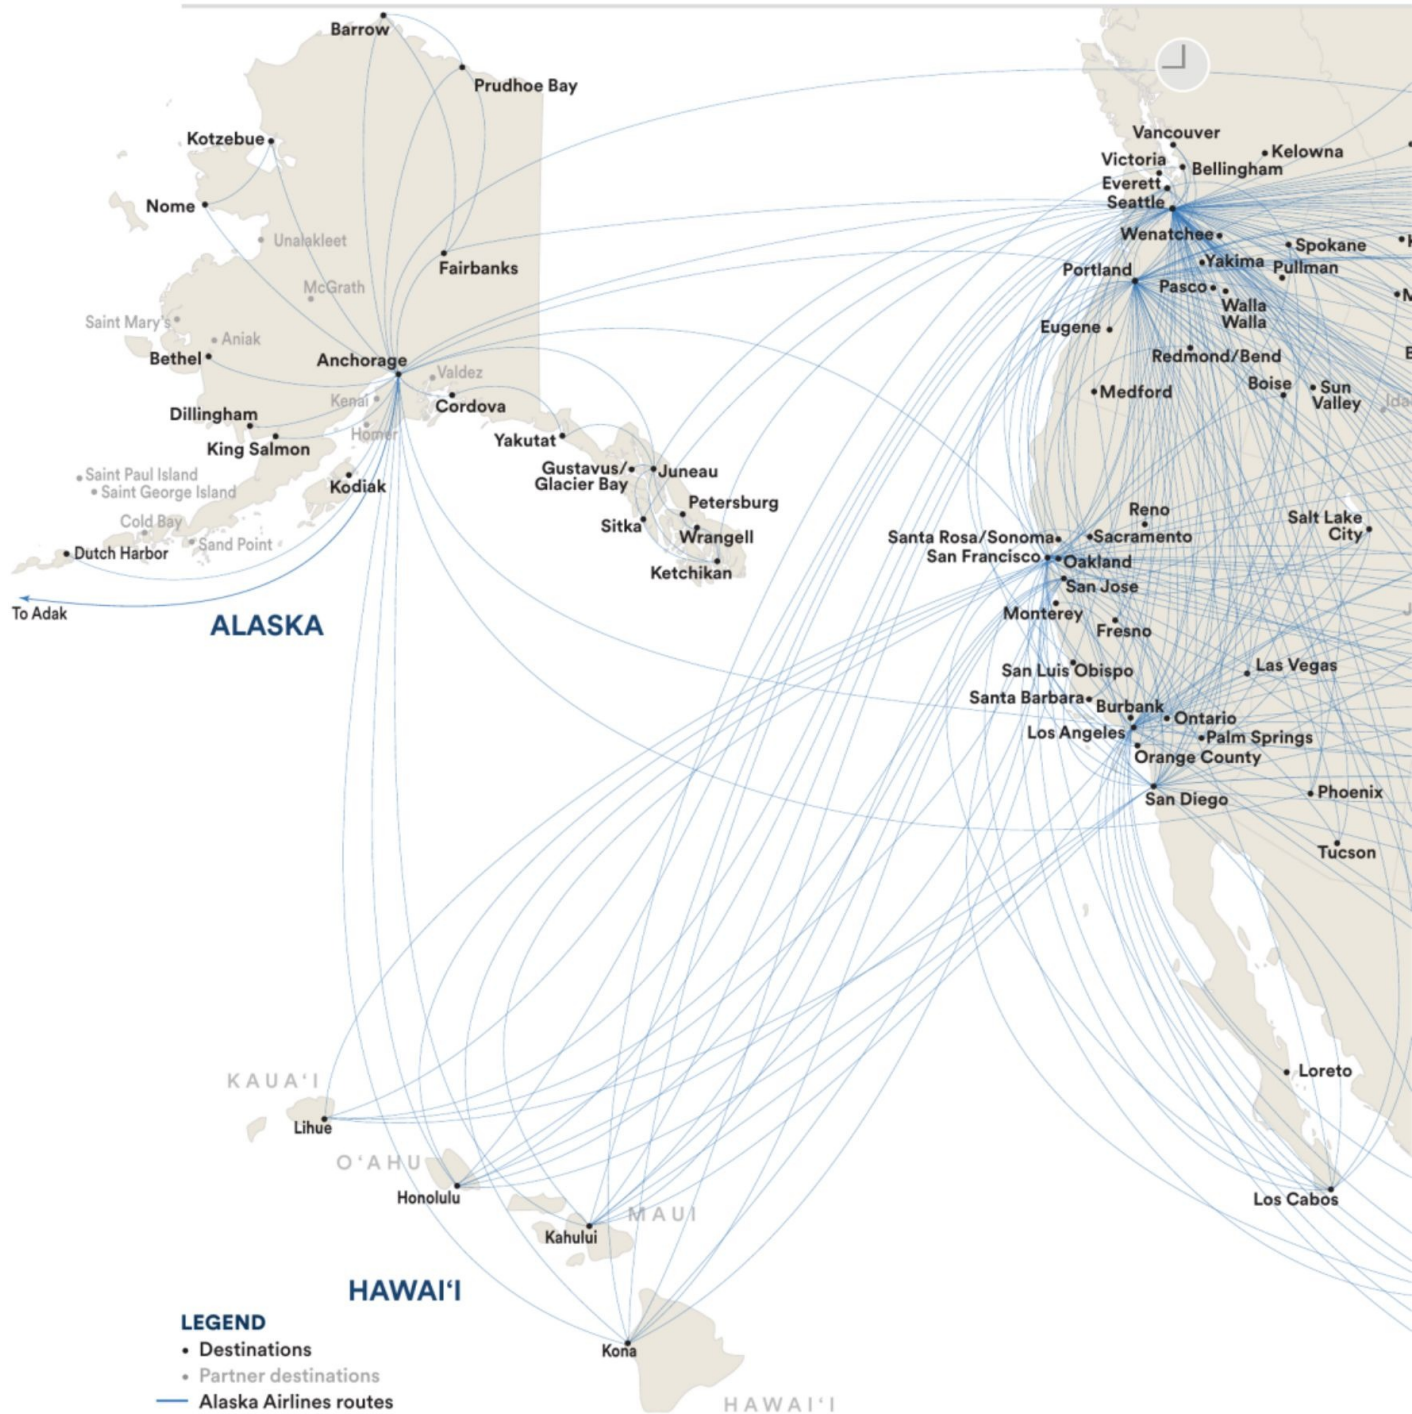 Barrow
Prudhoe Bay
Kotzebue
Nome
Unalakleet
Fairbanks
McGrath
Saint Mary's
Aniak
Bethel
Anchorage
Valdez
Kenai
Cordova
Dillingham
Homer
King Salmon
Yakutat
Saint Paul Island
Saint George Island
Kodiak
Gustavus/
Glacier Bay
Juneau
Petersburg
Sitka
Wrangell
Ketchikan
Cold Bay
Sand Point
Dutch Harbor
To Adak
ALASKA
Vancouver
Victoria
Kelowna
Bellingham
Everett
Seattle
Wenatchee
Spokane
Yakima
Pullman
Portland
Pasco
Walla
Walla
Eugene
Redmond/Bend
Boise
Sun
Valley
Medford
Ida
Reno
Salt Lake
City
Santa Rosa/Sonoma
Sacramento
San Francisco
Oakland
San Jose
Monterey
Fresno
San Luis Obispo
Las Vegas
Santa Barbara
Burbank
Ontario
Los Angeles
Palm Springs
Orange County
San Diego
Phoenix
Tucson
Loreto
Los Cabos
KAUA‘I
Lihue
O‘AHU
Honolulu
MAUI
Kahului
HAWAI‘I
Kona
HAWAI‘I
LEGEND
Destinations
Partner destinations
Alaska Airlines routes